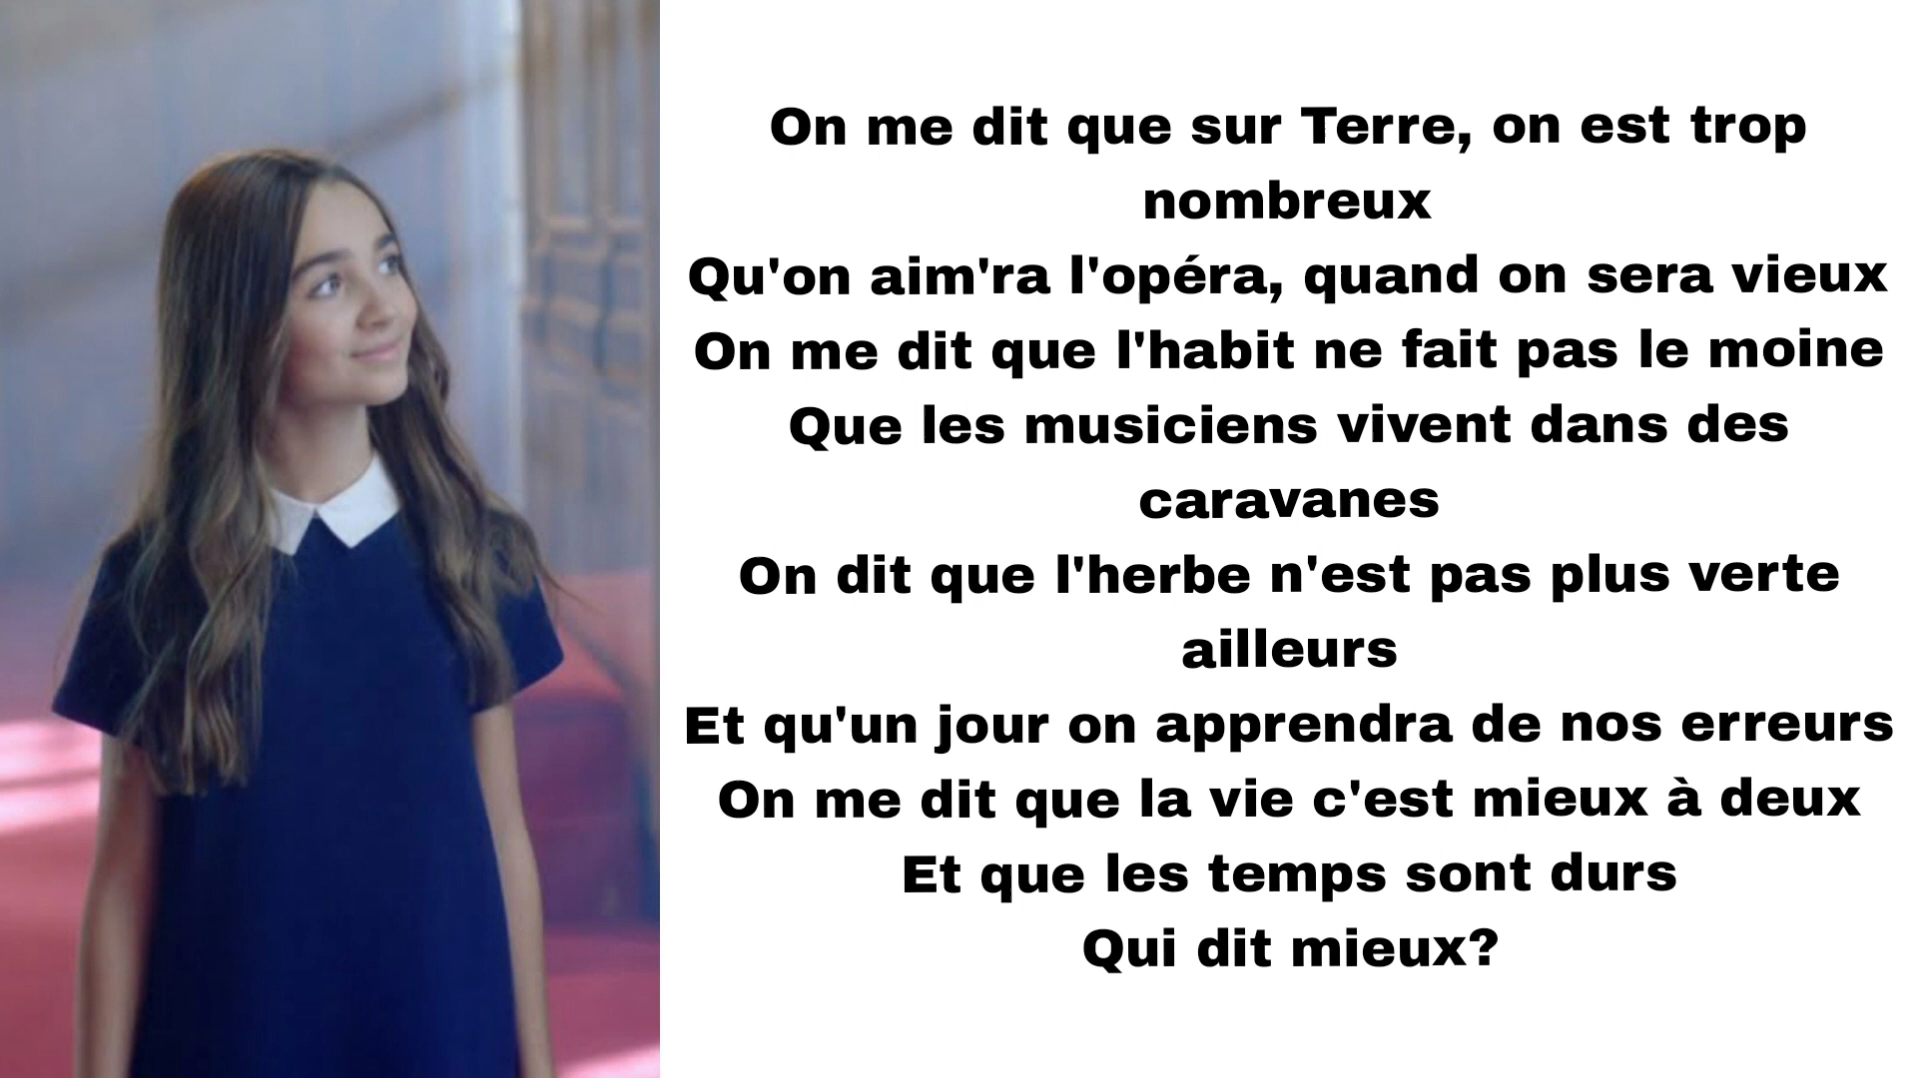 On me dit que sur Terre, on est trop
nombreux
Qu'on aim'ra l'opéra, quand on sera vieux
On me dit que l'habit ne fait pas le moine
Que les musiciens vivent dans des
caravanes
On dit que l'herbe n'est pas plus verte
ailleurs
Et qu'un jour on apprendra de nos erreurs
On me dit que la vie c'est mieux à deux
Et que les temps sont durs
Qui dit mieux?